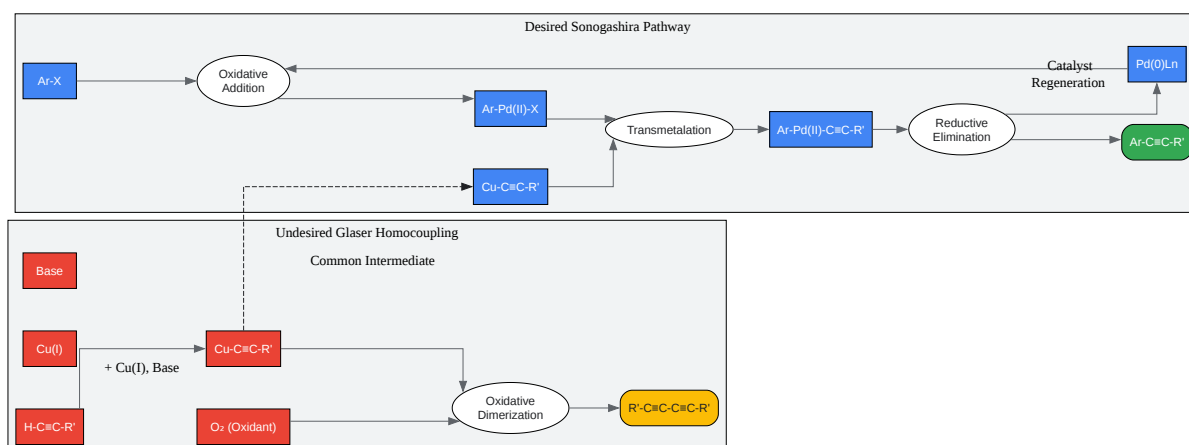 Desired Sonogashira Pathway
Ar-X
Oxidative
Addition
Catalyst
Regeneration
Pd(0)Ln
Ar-Pd(II)-X
Transmetalation
Ar-Pd(II)-C≡C-R'
Reductive
Elimination
Ar-C≡C-R'
Cu-C≡C-R'
Undesired Glaser Homocoupling
Common Intermediate
Base
Cu(I)
+ Cu(I), Base
Cu-C≡C-R'
H-C≡C-R'
O₂ (Oxidant)
Oxidative
Dimerization
R'-C≡C-C≡C-R'